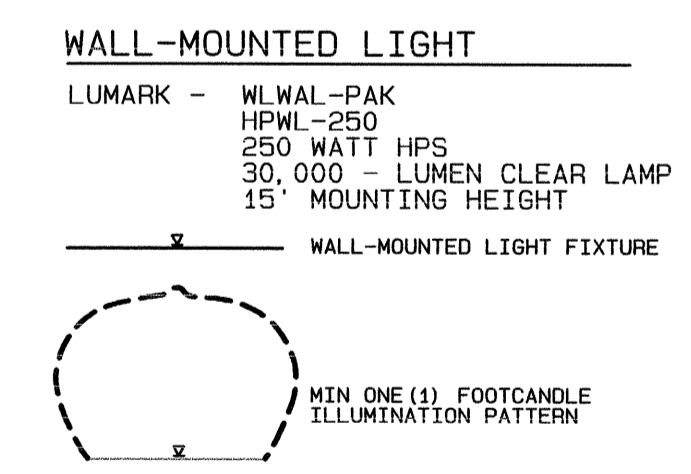 WALL-MOUNTED LIGHT
LUMARK - WLWAL-PAK
HPWL-250
250 WATT HPS
30,000 - LUMEN CLEAR LAMP
15' MOUNTING HEIGHT
WALL-MOUNTED LIGHT FIXTURE
MIN ONE(1) FOOTCANDLE
ILLUMINATION PATTERN